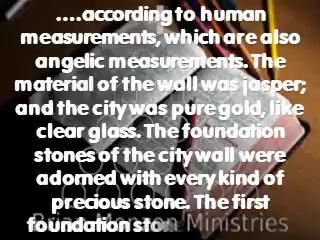 ....according to human
measurements, which are also
angelic measurements. The
material of the wall was jasper;
and the city was pure gold, like
clear glass. The foundation
stones of the city wall were
adorned with every kind of
precious stone. The first
foundation stone
Ministries